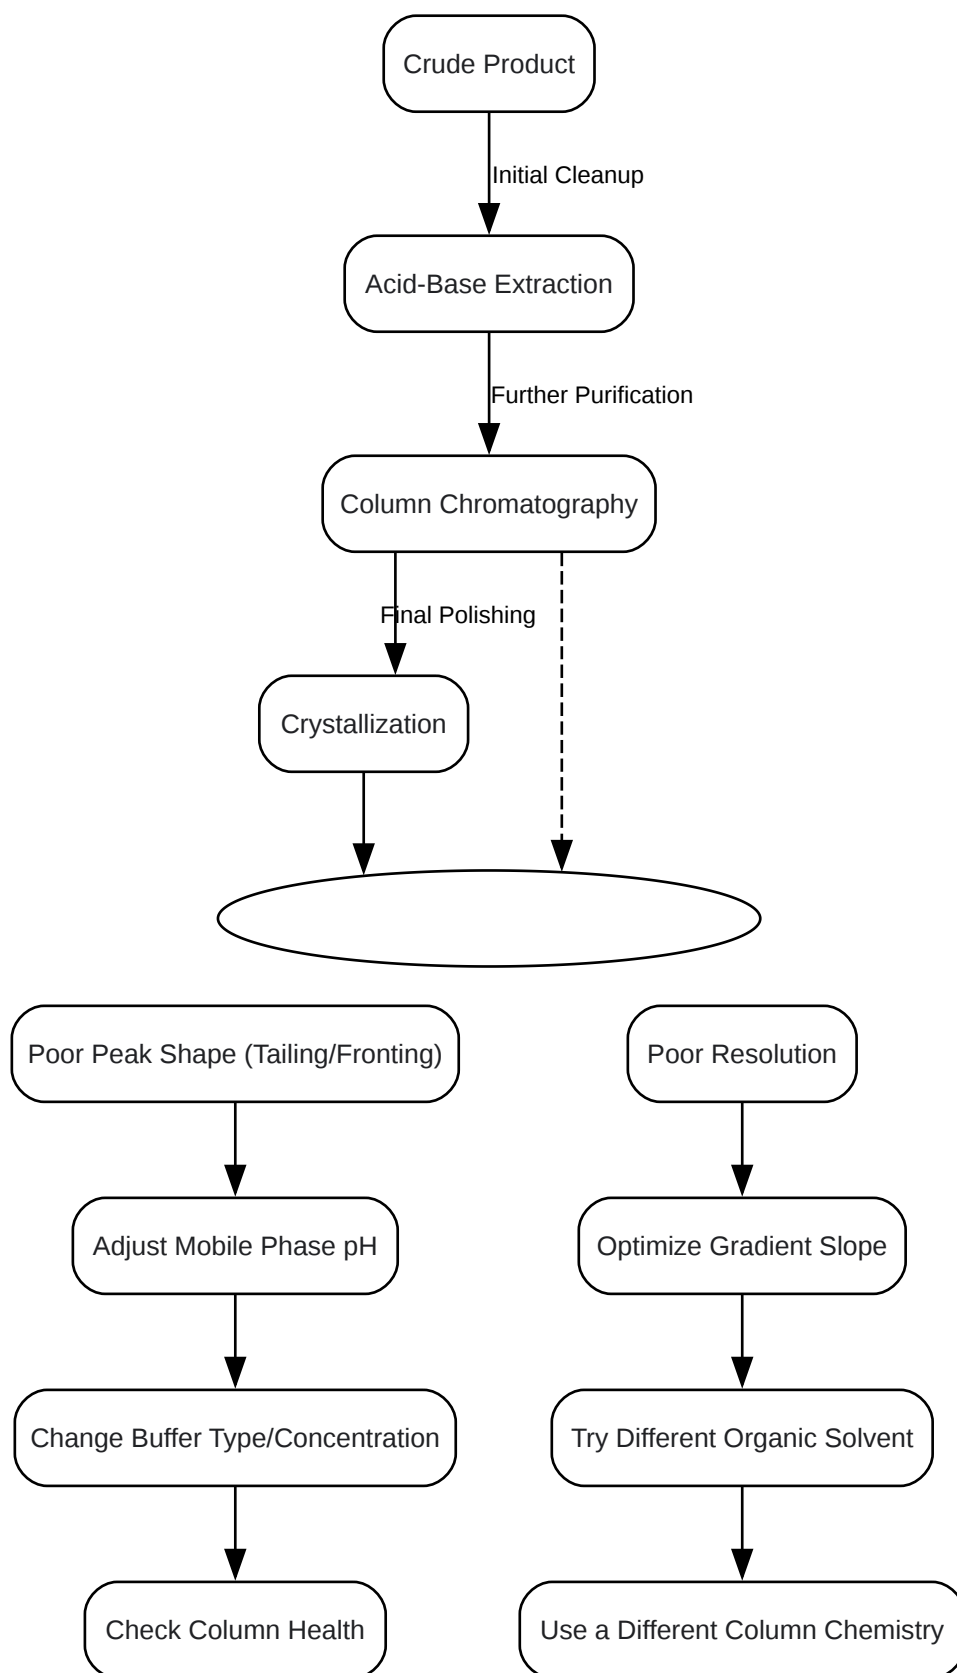 Crude Product
Initial Cleanup
Acid-Base Extraction
Further Purification
Column Chromatography
Final Polishing
Crystallization
Poor Peak Shape (Tailing/Fronting)
Poor Resolution
Adjust Mobile Phase pH
Optimize Gradient Slope
Change Buffer Type/Concentration
Try Different Organic Solvent
Check Column Health
Use a Different Column Chemistry